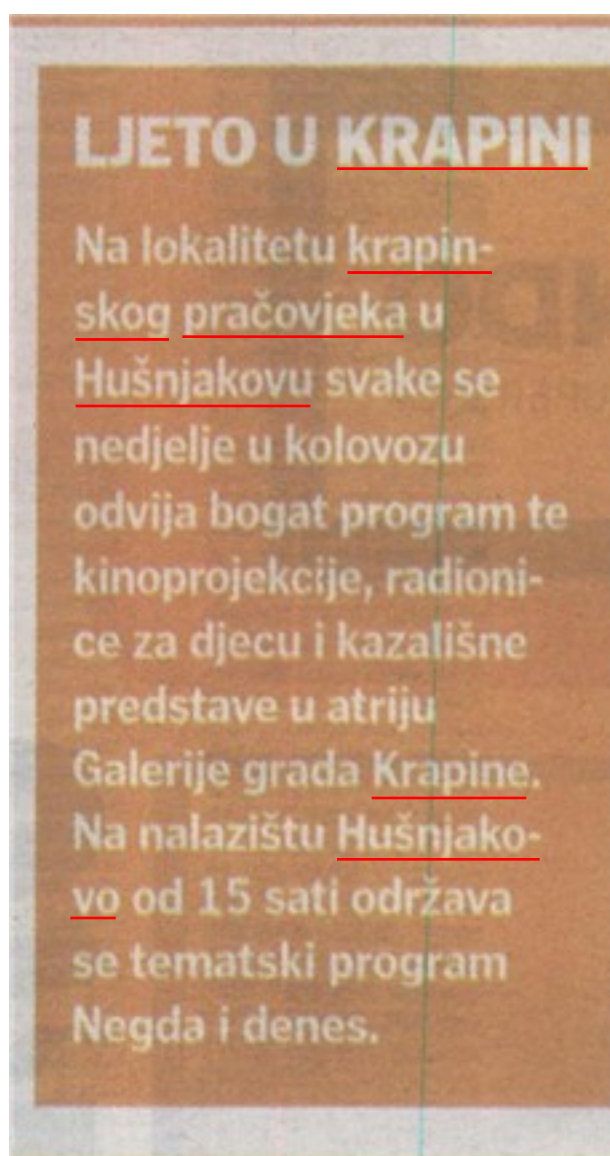 LJETO U KRAPINI
Na lokalitetu krapin-
skog pračovjeka u
Hušnjakovu svake se
nedjelje u kolovozu
odvija bogat program te
kinoprojekcije, radioni-
ce za djecu i kazališne
predstave u atriju
Galerije grada Krapine.
Na nalazištu Hušnjako-
vo od 15 sati održava
se tematski program
Negda i denes.